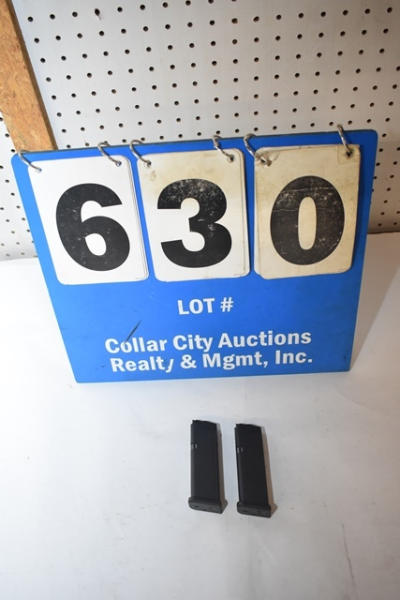 630
LOT #
Collar City Auctions
Realty & Mgmt, Inc.